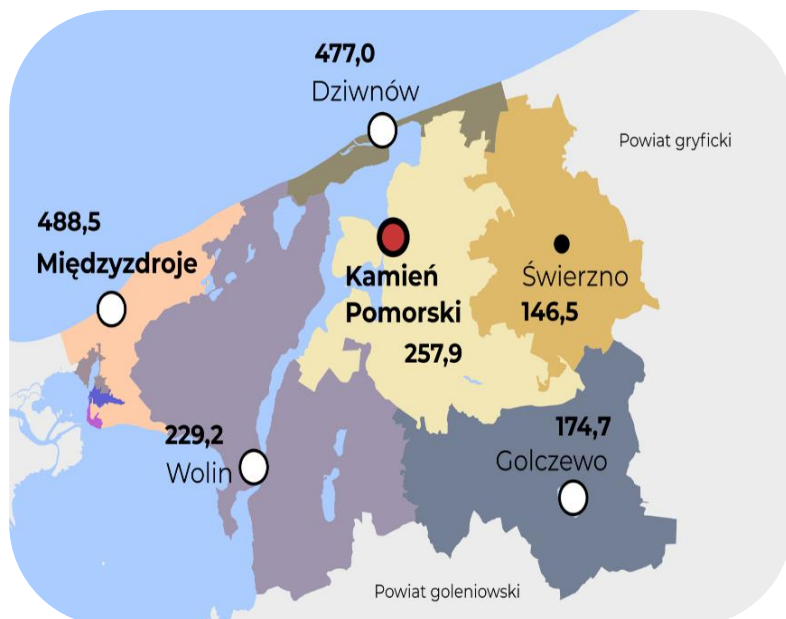 477,0
Dziwnów
Powiat gryficki
488,5
Międzyzdroje
Kamień
Pomorski
257,9
Świerzno
146,5
229,2
Wolin
174,7
Golczewo
Powiat goleniowski